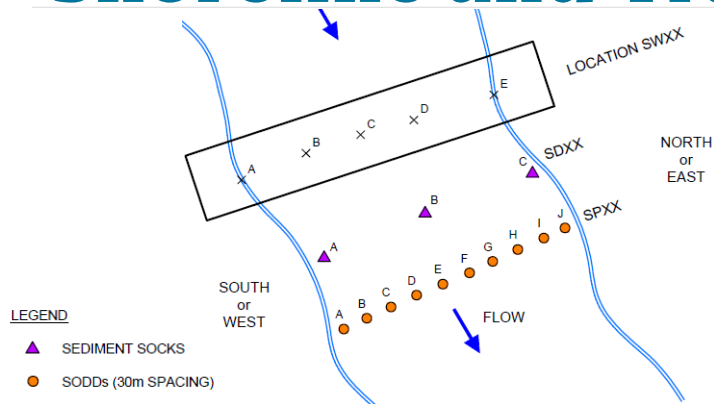 LOCATION SWXX
E
D
C
B
A
C
SDXX
NORTH
or
EAST
B
SPXX
J
I
H
G
F
E
D
C
B
A
A
SOUTH
or
WEST
FLOW
LEGEND
SEDIMENT SOCKS
SODDs (30m SPACING)